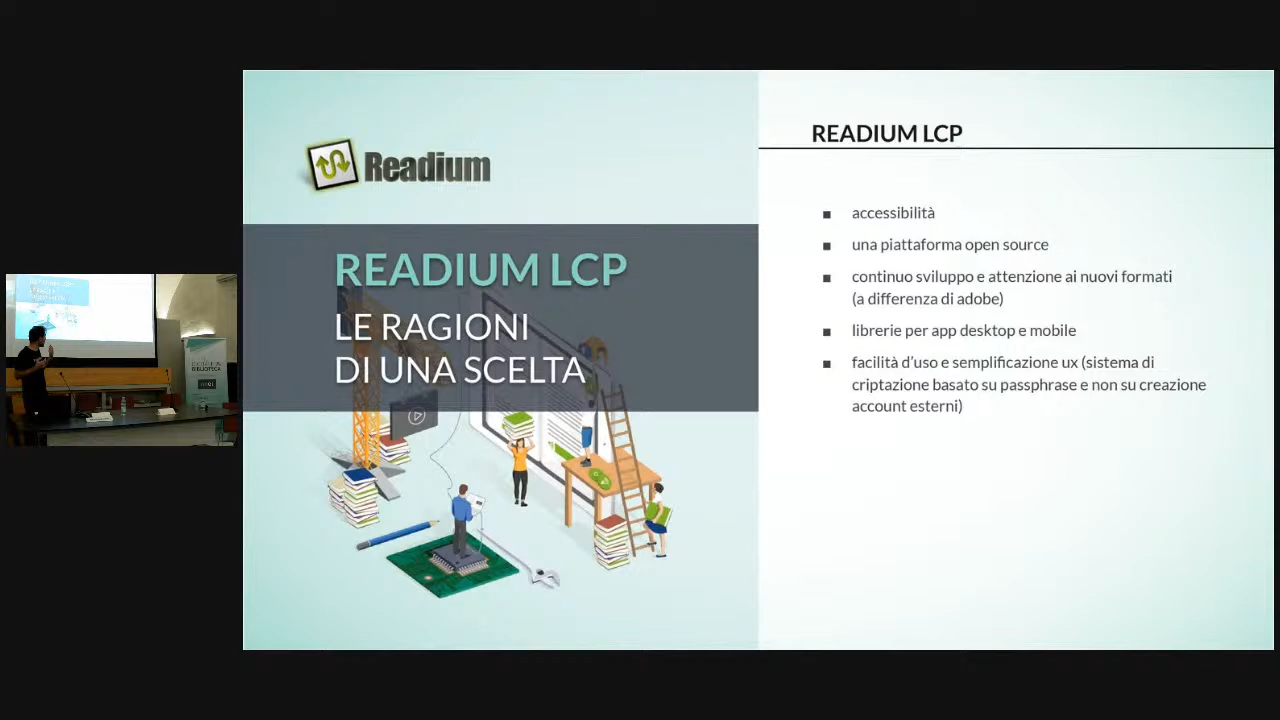 Readium
READIUM LCP
LE RAGIONI
DI UNA SCELTA
READIUM LCP
▪ accessibilità
▪ una piattaforma open source
▪ continuo sviluppo e attenzione ai nuovi formati
(a differenza di adobe)
▪ librerie per app desktop e mobile
▪ facilità d'uso e semplificazione ux (sistema di
criptazione basato su passphrase e non su creazione
account esterni)